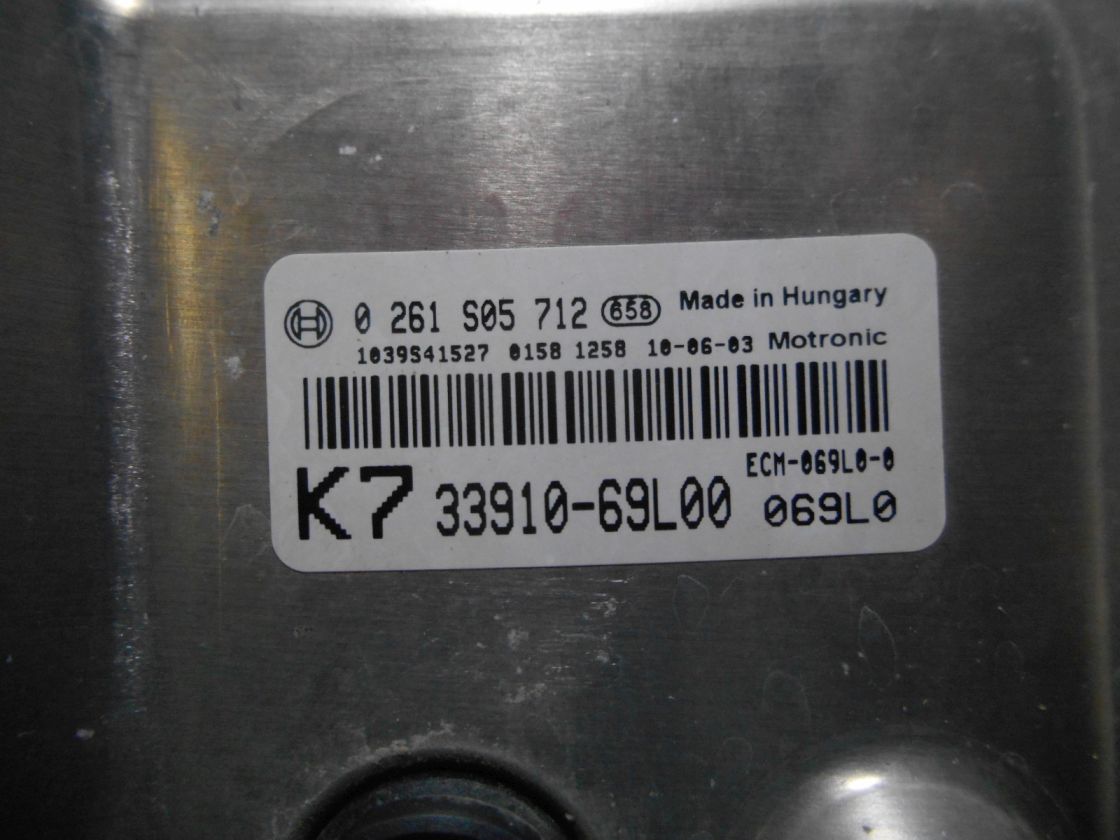 0 261 S05 712 658 Made in Hungary
1039S41527 0158 1258 10-06-03 Motronic
ECM-069L0-0
K7 33910-69L00 069L0